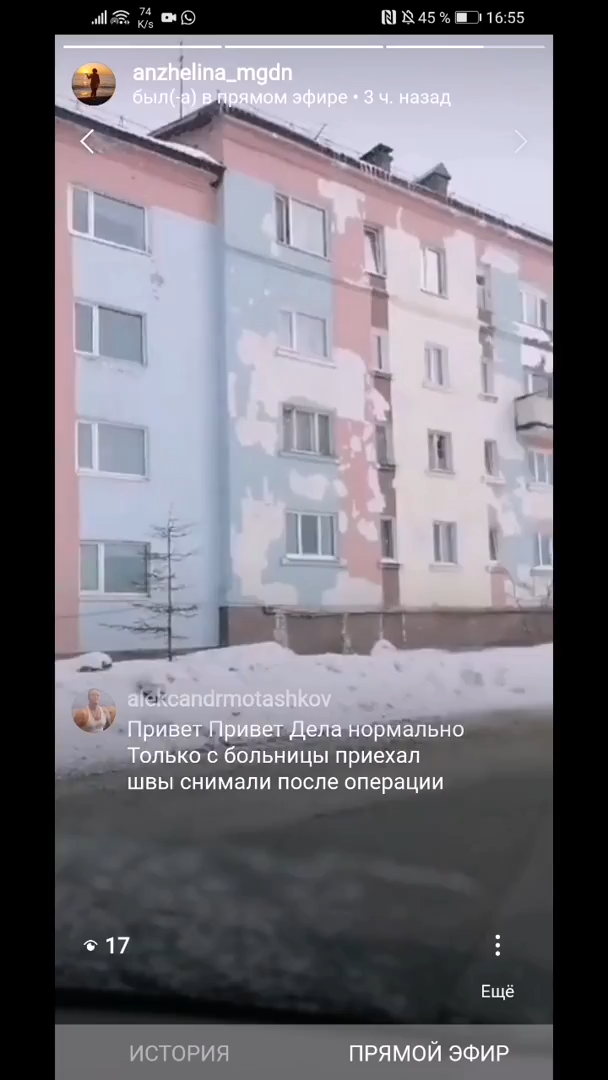 74
K/s
45 %
16:55
anzhelina_mgdn
был(-а) в прямом эфире • 3 ч. назад
alekcandrmotashkov
Привет Привет Дела нормально
Только с больницы приехал
швы снимали после операции
17
Ещё
ИСТОРИЯ
ПРЯМОЙ ЭФИР